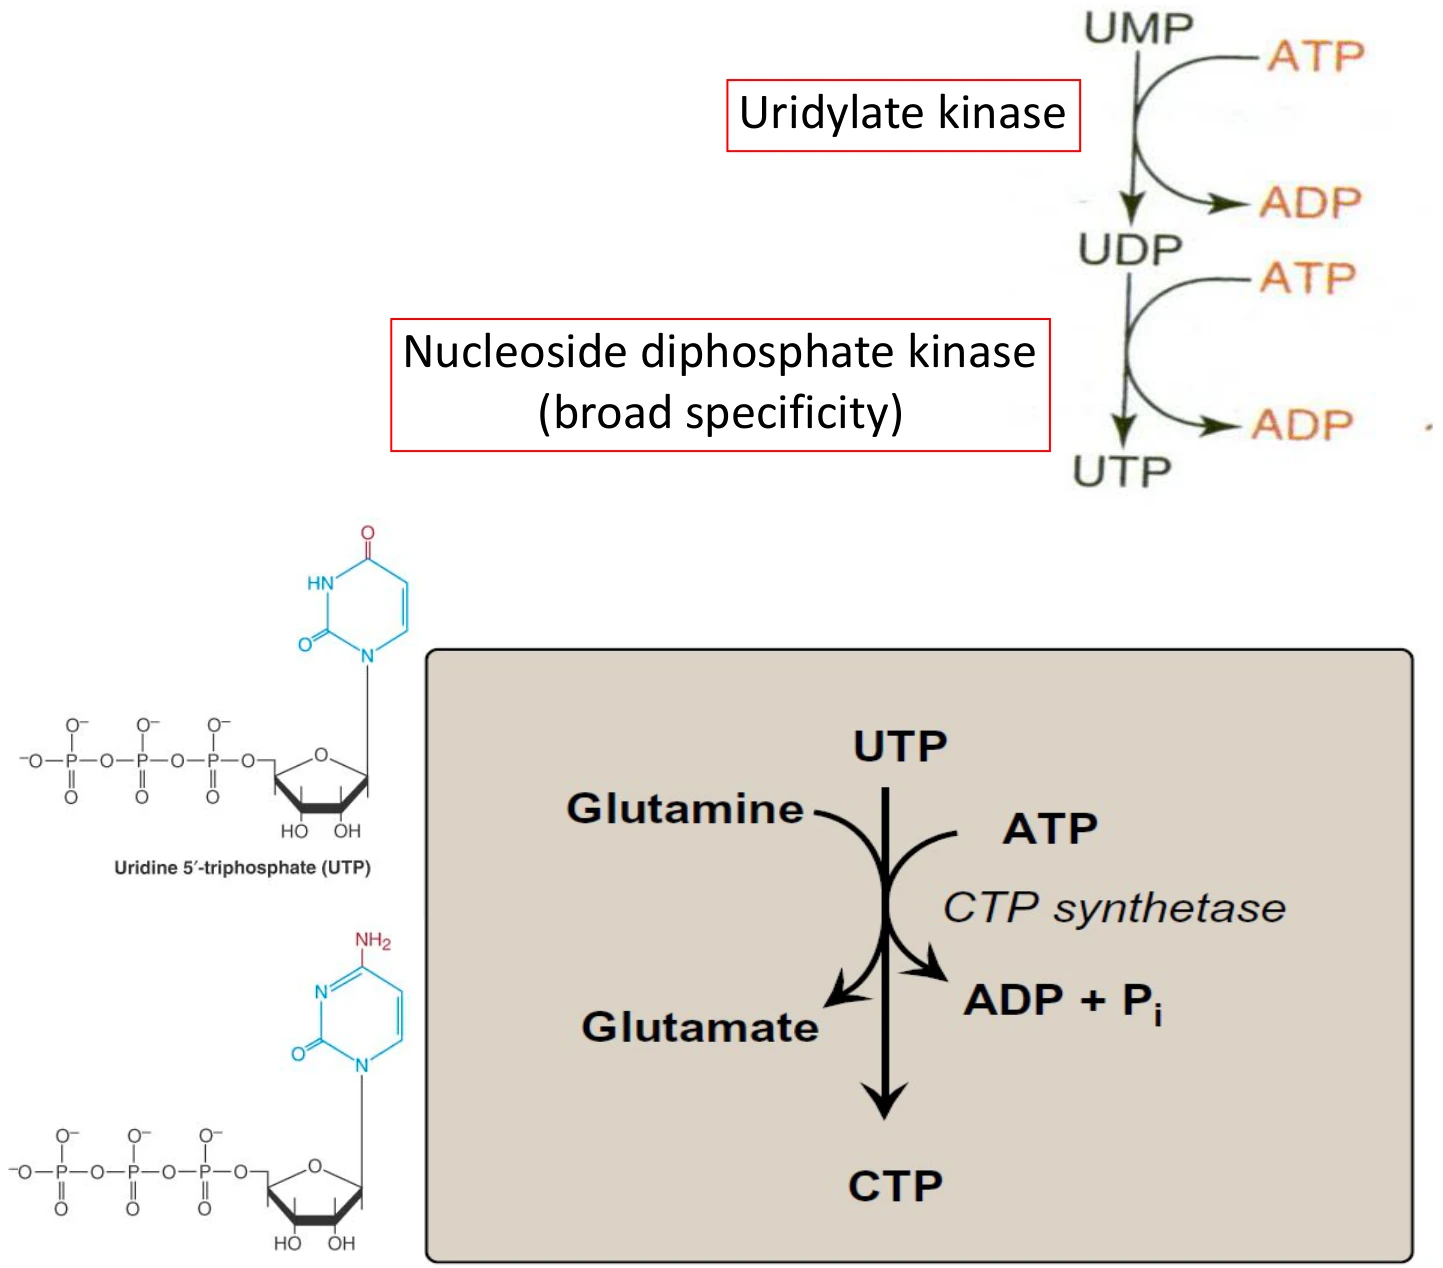 UMP
ATP
Uridylate kinase
ADP
UDP
ATP
Nucleoside diphosphate kinase
(broad specificity)
ADP
UTP
O
HN
O
N
O⁻ O⁻ O⁻
⁻O–P–O–P–O–P–O O
O O O
HO OH
Uridine 5′-triphosphate (UTP)
UTP
Glutamine
ATP
CTP synthetase
ADP + Pi
Glutamate
CTP
NH₂
N
O
N
O⁻ O⁻ O⁻
⁻O–P–O–P–O–P–O O
O O O
HO OH